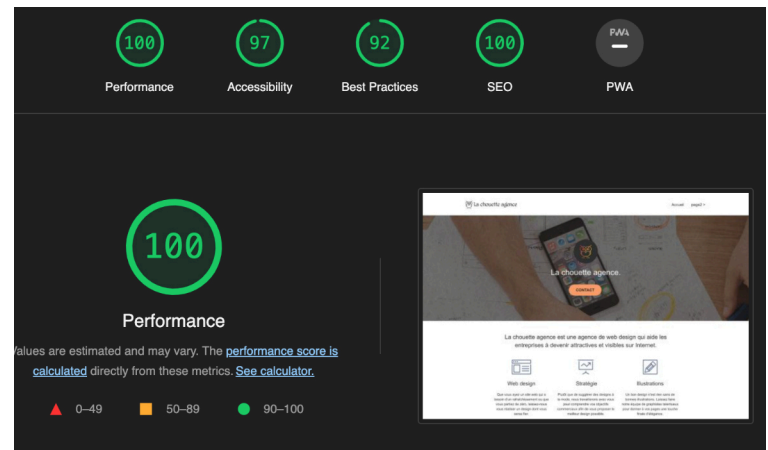 100
97
92
100
PWA
Performance
Accessibility
Best Practices
SEO
PWA
100
Performance
Values are estimated and may vary. The performance score is
calculated directly from these metrics. See calculator.
0–49
50–89
90–100
La chouette agence
Accueil page2
La chouette agence.
CONTACT
La chouette agence est une agence de web design qui aide les
entreprises à devenir attractives et visibles sur Internet.
Web design
Stratégie
Illustrations